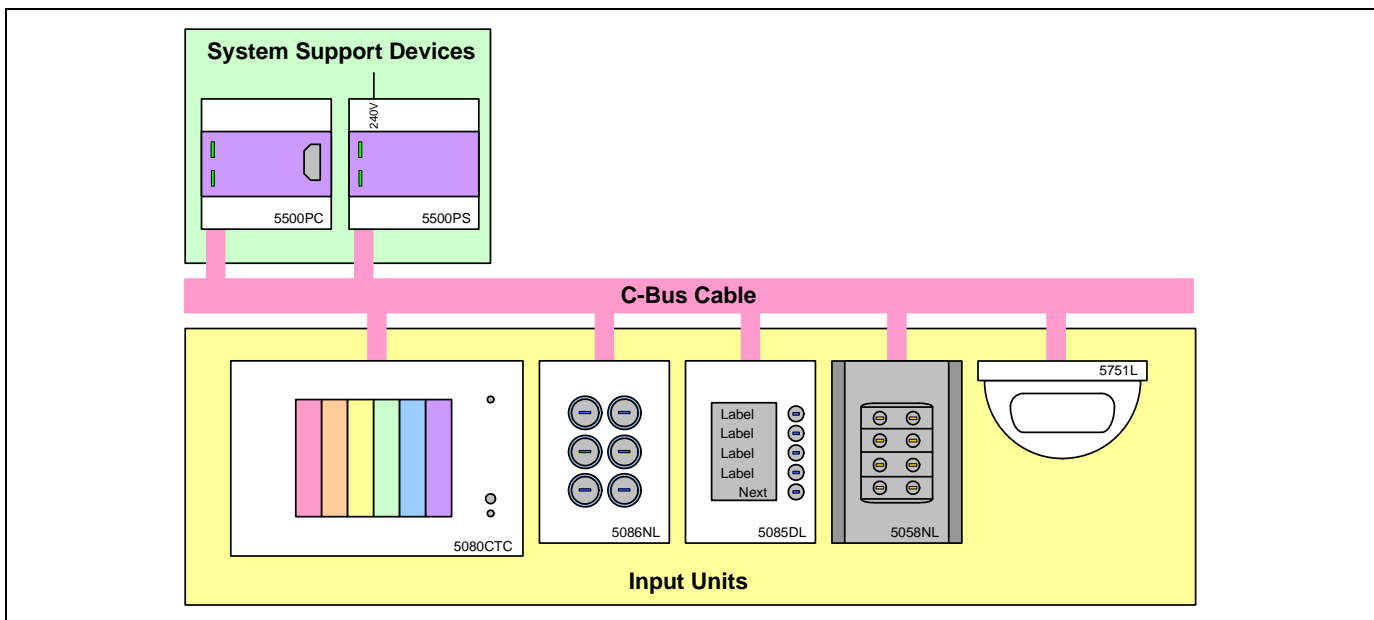 System Support Devices
240V
5500PC
5500PS
C-Bus Cable
5751L
Label
Label
Label
Label
Next
5086NL
5085DL
5058NL
5080CTC
Input Units